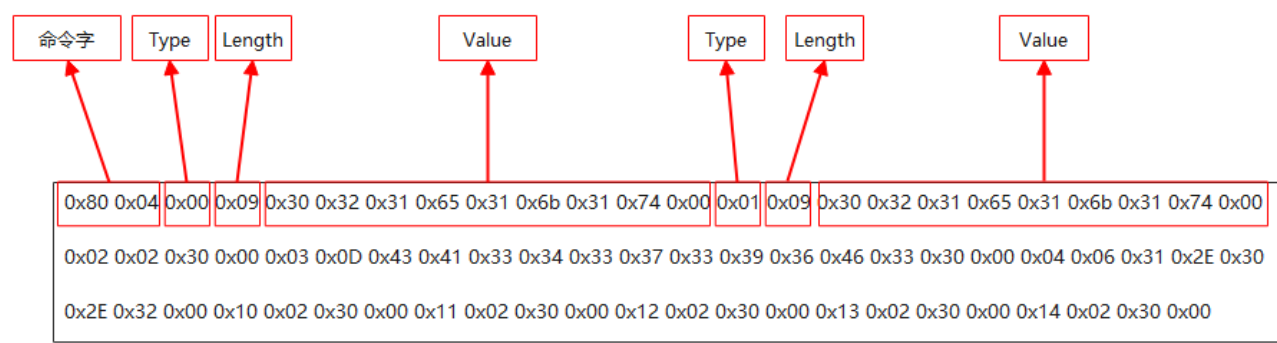 命令字 Type Length Value Type Length Value
0x80 0x04 0x00 0x09 0x30 0x32 0x31 0x65 0x31 0x6b 0x31 0x74 0x00 0x01 0x09 0x30 0x32 0x31 0x65 0x31 0x6b 0x31 0x74 0x00
0x02 0x02 0x30 0x00 0x03 0x0D 0x43 0x41 0x33 0x34 0x33 0x37 0x33 0x39 0x36 0x46 0x33 0x30 0x00 0x04 0x06 0x31 0x2E 0x30
0x2E 0x32 0x00 0x10 0x02 0x30 0x00 0x11 0x02 0x30 0x00 0x12 0x02 0x30 0x00 0x13 0x02 0x30 0x00 0x14 0x02 0x30 0x00